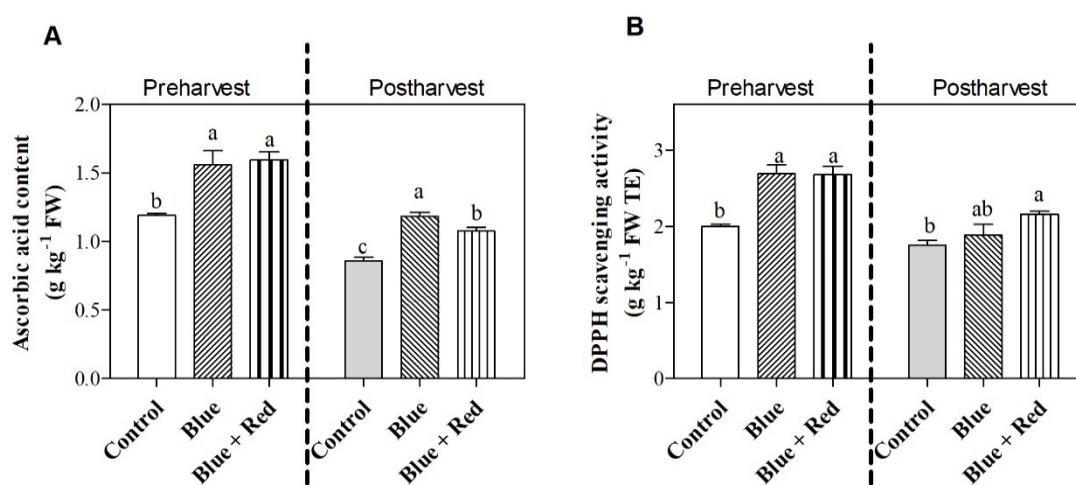 A
Preharvest
Postharvest
Ascorbic acid content
(g kg⁻¹ FW)
2.0
1.5
1.0
0.5
0.0
b
a
a
c
a
b
Control
Blue
Blue + Red
Control
Blue
Blue + Red
B
Preharvest
Postharvest
DPPH scavenging activity
(g kg⁻¹ FW TE)
3
2
1
0
b
a
a
b
ab
a
Control
Blue
Blue + Red
Control
Blue
Blue + Red